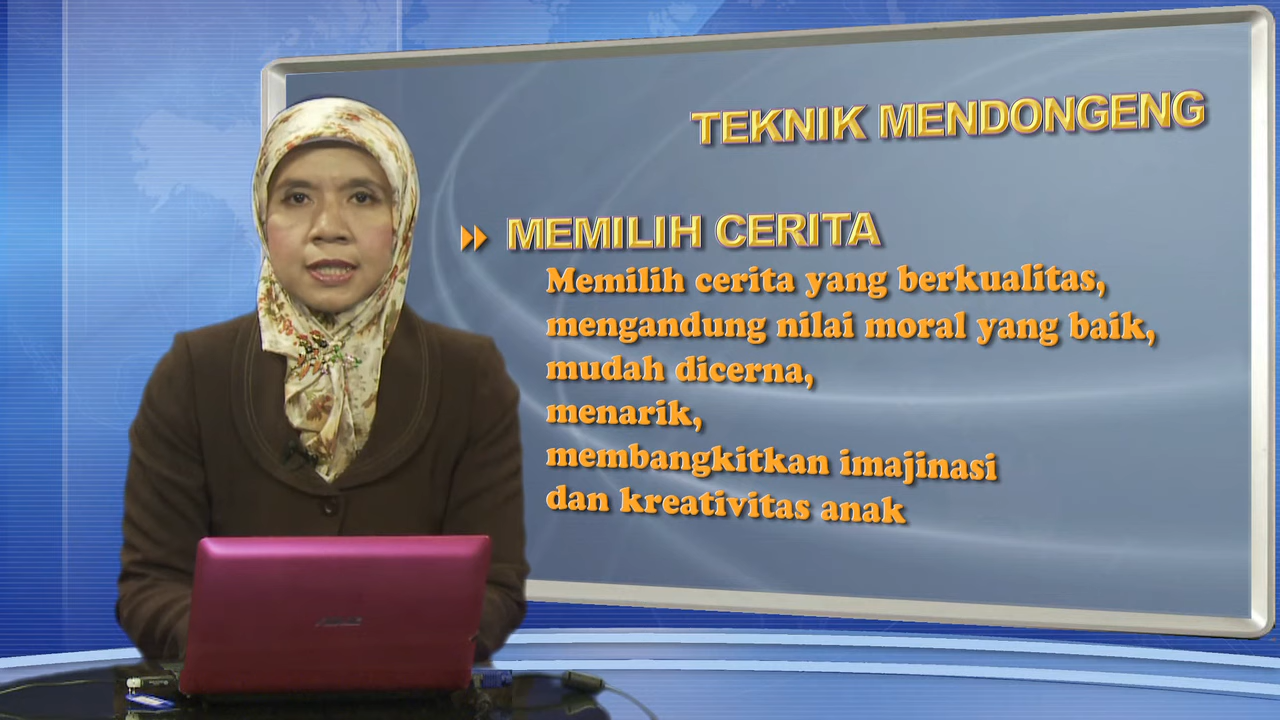 TEKNIK MENDONGENG
MEMILIH CERITA
Memilih cerita yang berkualitas,
mengandung nilai moral yang baik,
mudah dicerna,
menarik,
membangkitkan imajinasi
dan kreativitas anak